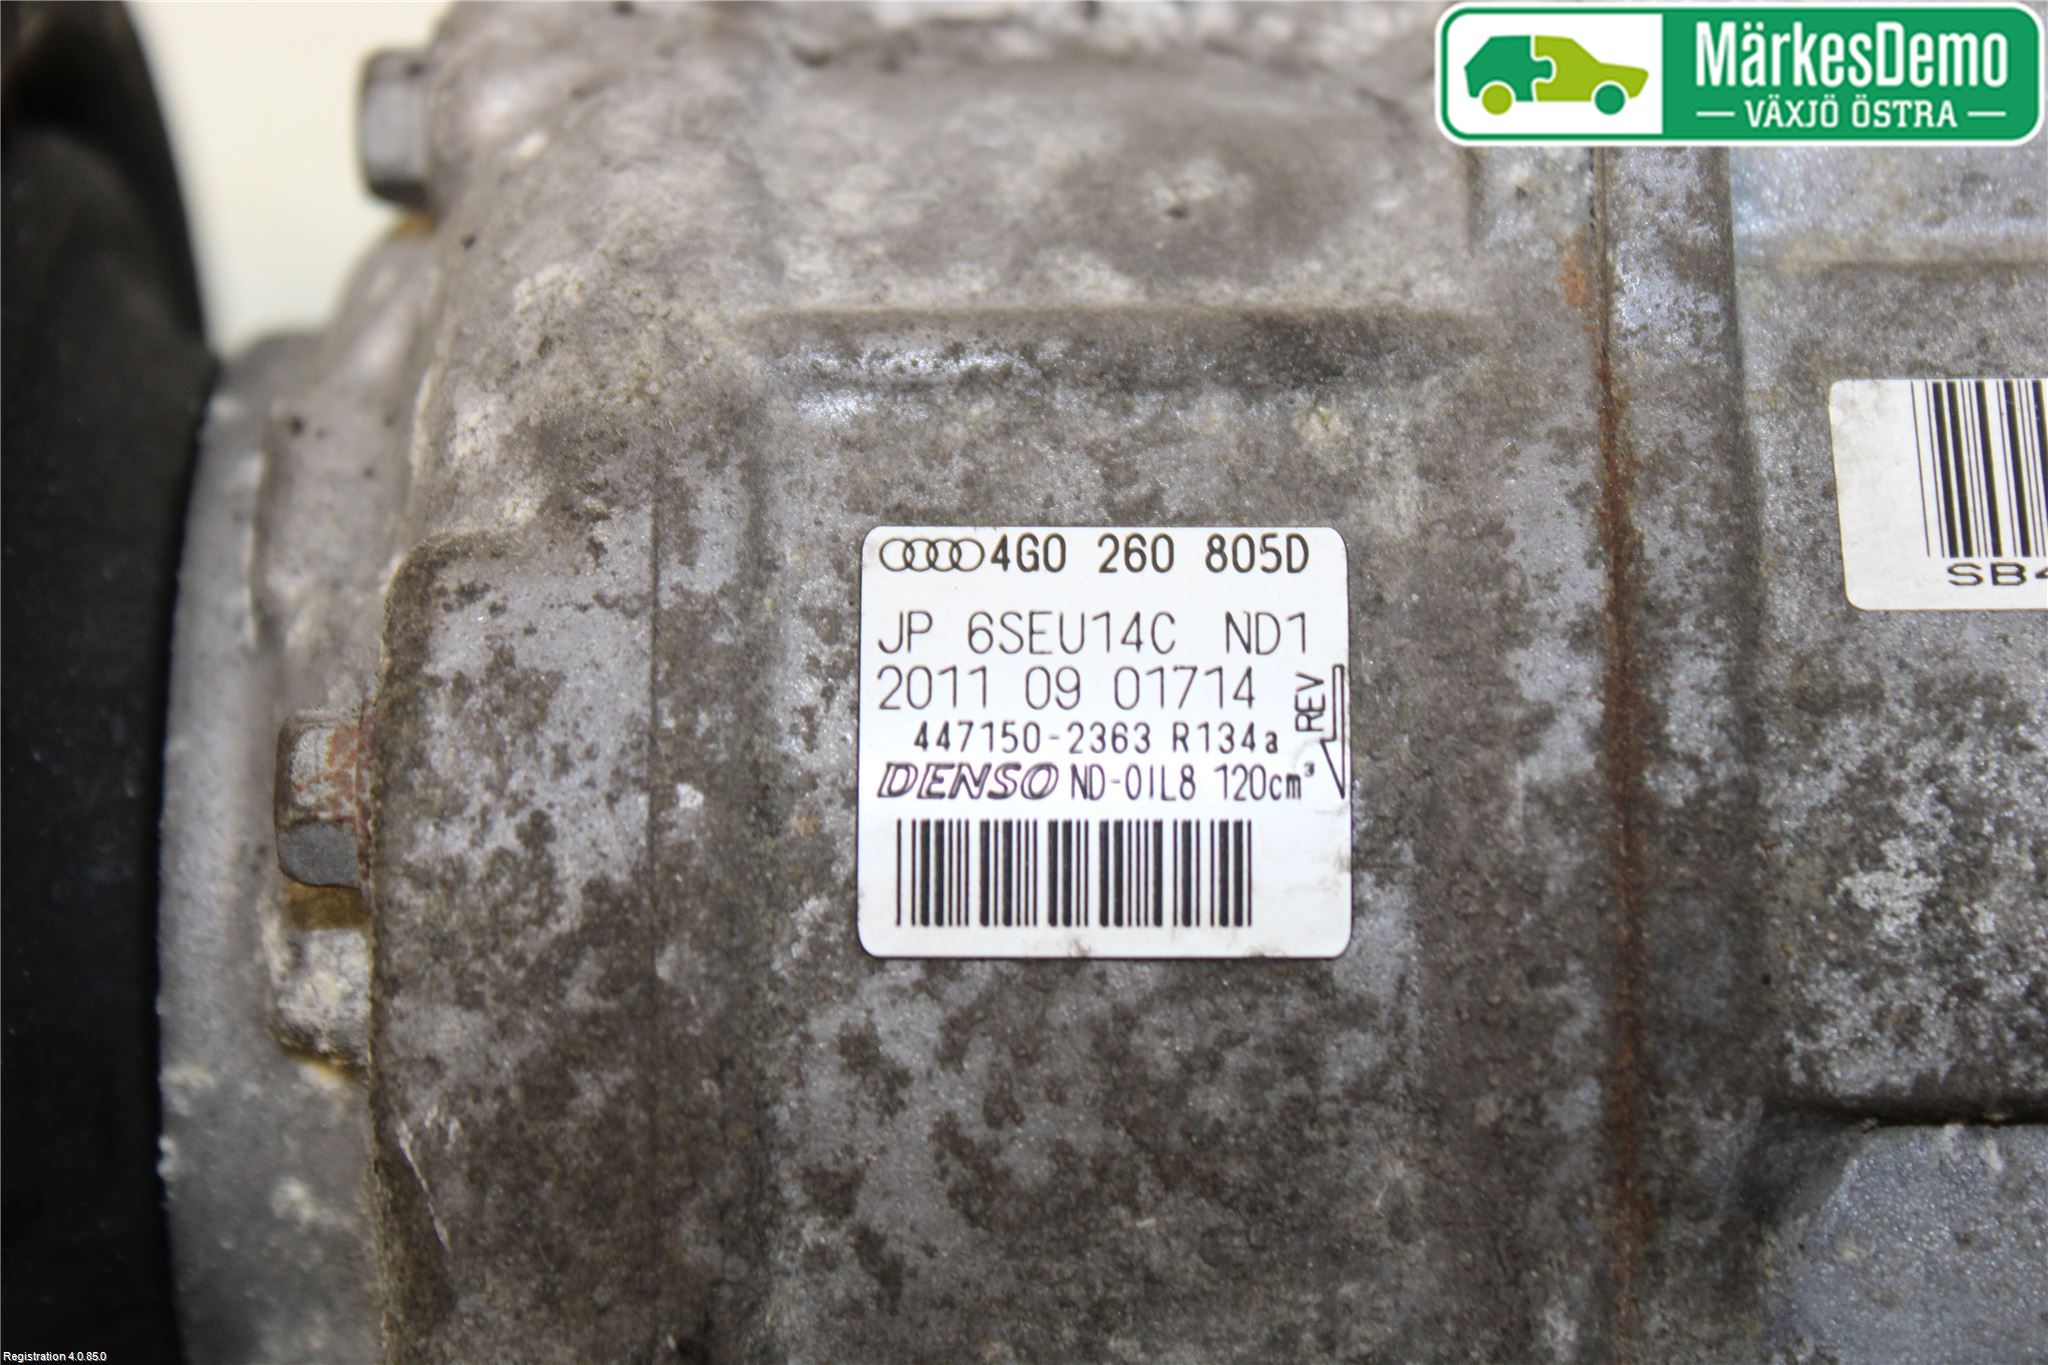 MärkesDemo
VÄXJÖ ÖSTRA
4G0 260 805D
JP 6SEU14C ND1
2011 09 01714
REV
447150-2363 R134a
DENSO ND-OIL8 120cm³
SB4
Registration 4.0.85.0